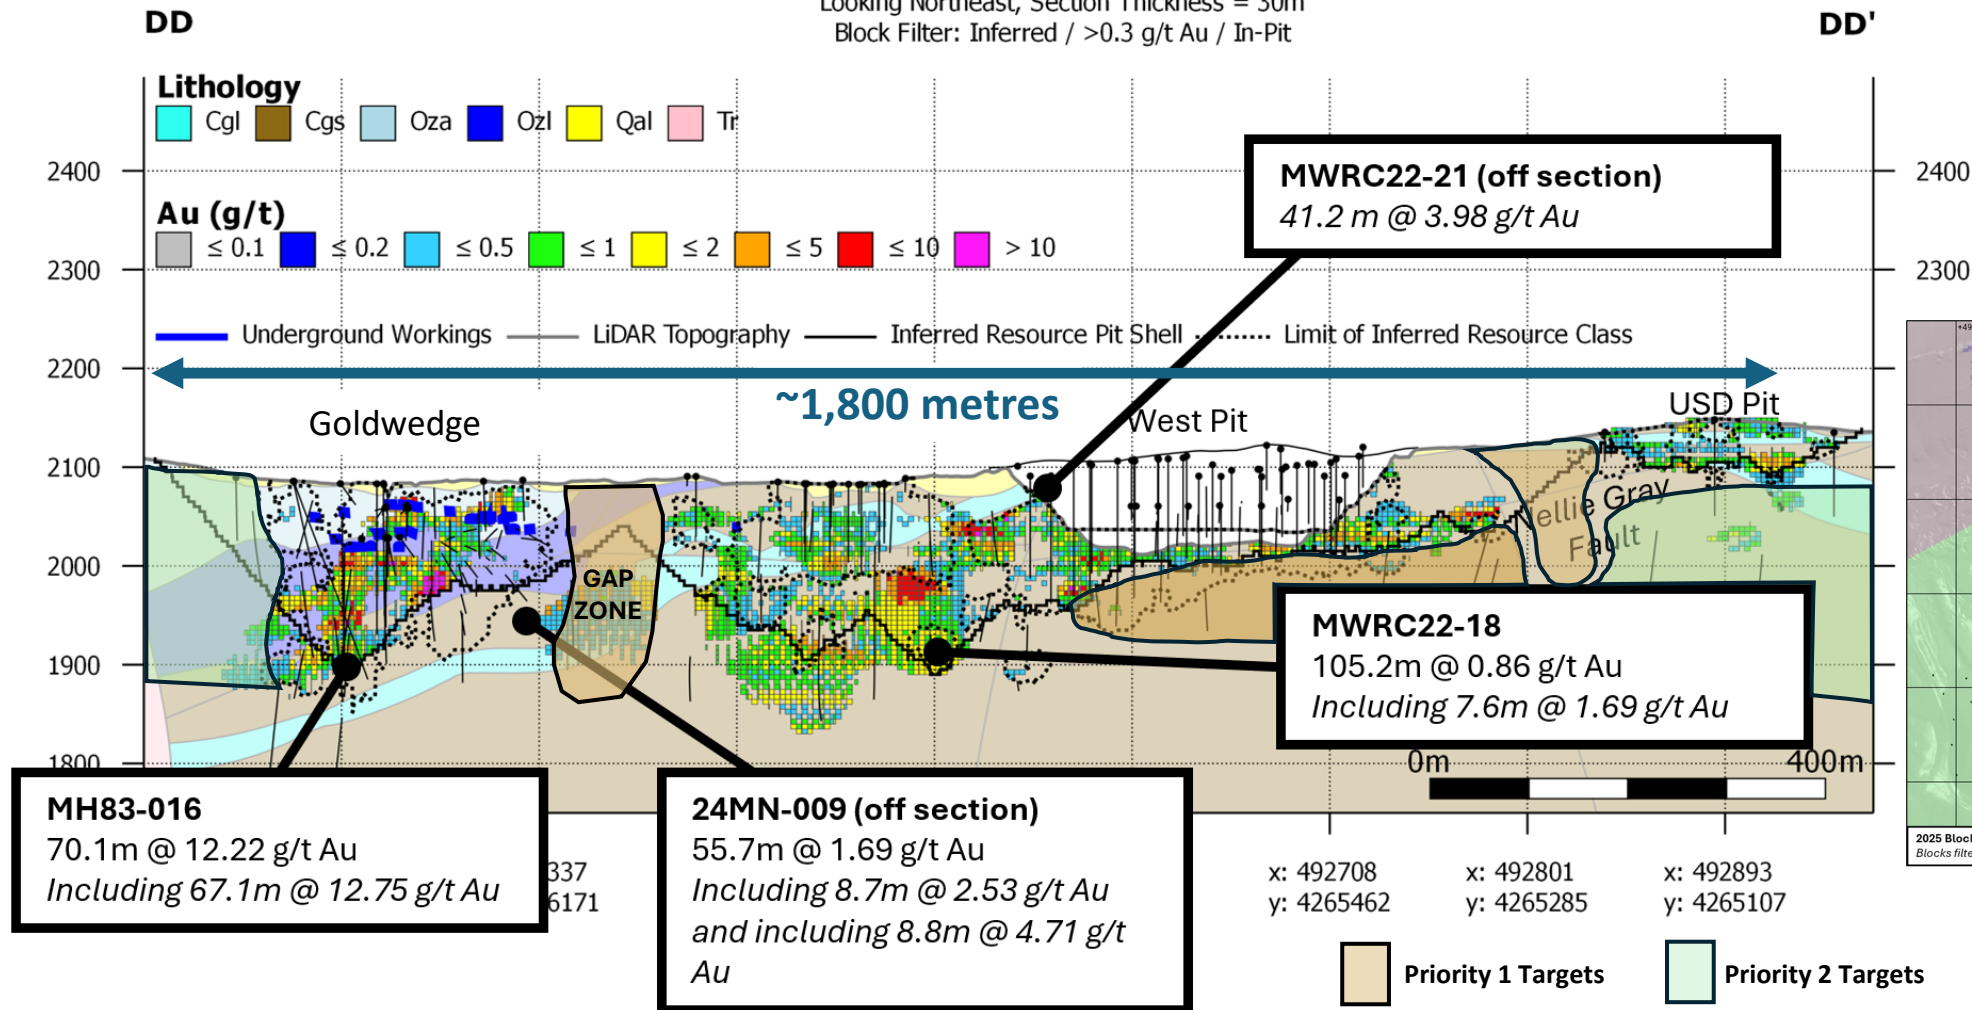 Looking Northeast, Section Thickness = 30m
Block Filter: Inferred / >0.3 g/t Au / In-Pit
DD
DD'
Lithology
Cgl
Cgs
Oza
Ozl
Qal
Tr
Au (g/t)
≤ 0.1
≤ 0.2
≤ 0.5
≤ 1
≤ 2
≤ 5
≤ 10
> 10
Underground Workings
LiDAR Topography
Inferred Resource Pit Shell
Limit of Inferred Resource Class
2400
2300
2200
2100
2000
1900
1800
2400
2300
MWRC22-21 (off section)
41.2 m @ 3.98 g/t Au
~1,800 metres
Goldwedge
West Pit
USD Pit
Nellie Gray
Fault
GAP
ZONE
MWRC22-18
105.2m @ 0.86 g/t Au
Including 7.6m @ 1.69 g/t Au
0m
400m
MH83-016
70.1m @ 12.22 g/t Au
Including 67.1m @ 12.75 g/t Au
24MN-009 (off section)
55.7m @ 1.69 g/t Au
Including 8.7m @ 2.53 g/t Au
and including 8.8m @ 4.71 g/t
Au
337
6171
x: 492708
y: 4265462
x: 492801
y: 4265285
x: 492893
y: 4265107
Priority 1 Targets
Priority 2 Targets
+49
2025 Bloc
Blocks filte